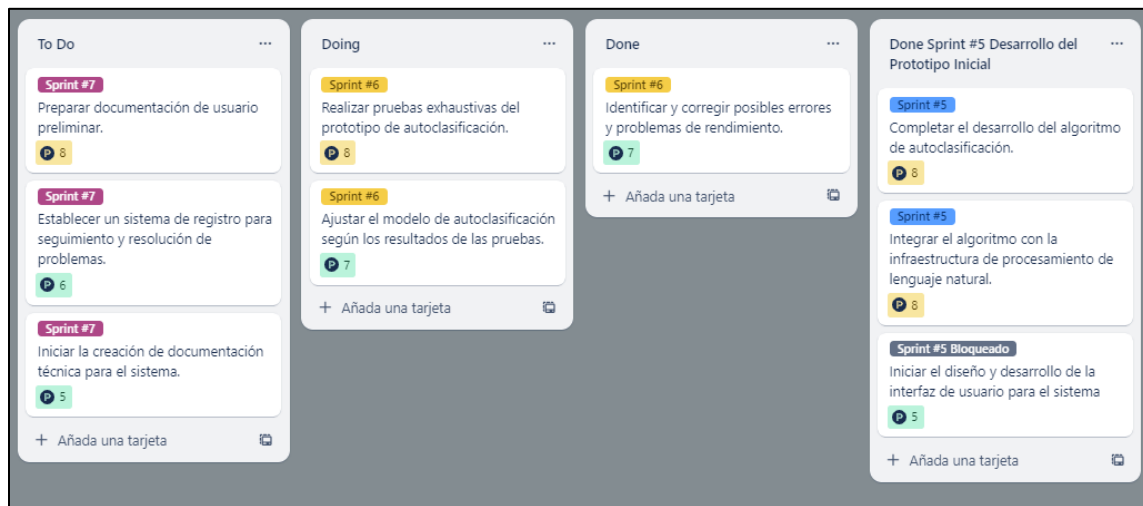 To Do
Sprint #7
Preparar documentación de usuario
preliminar.
P 8
Sprint #7
Establecer un sistema de registro para
seguimiento y resolución de
problemas.
P 6
Sprint #7
Iniciar la creación de documentación
técnica para el sistema.
P 5
+ Añada una tarjeta
Doing
Sprint #6
Realizar pruebas exhaustivas del
prototipo de autoclasificación.
P 8
Sprint #6
Ajustar el modelo de autoclasificación
según los resultados de las pruebas.
P 7
+ Añada una tarjeta
Done
Sprint #6
Identificar y corregir posibles errores
y problemas de rendimiento.
P 7
+ Añada una tarjeta
Done Sprint #5 Desarrollo del
Prototipo Inicial
Sprint #5
Completar el desarrollo del algoritmo
de autoclasificación.
P 8
Sprint #5
Integrar el algoritmo con la
infraestructura de procesamiento de
lenguaje natural.
P 8
Sprint #5 Bloqueado
Iniciar el diseño y desarrollo de la
interfaz de usuario para el sistema
P 5
+ Añada una tarjeta